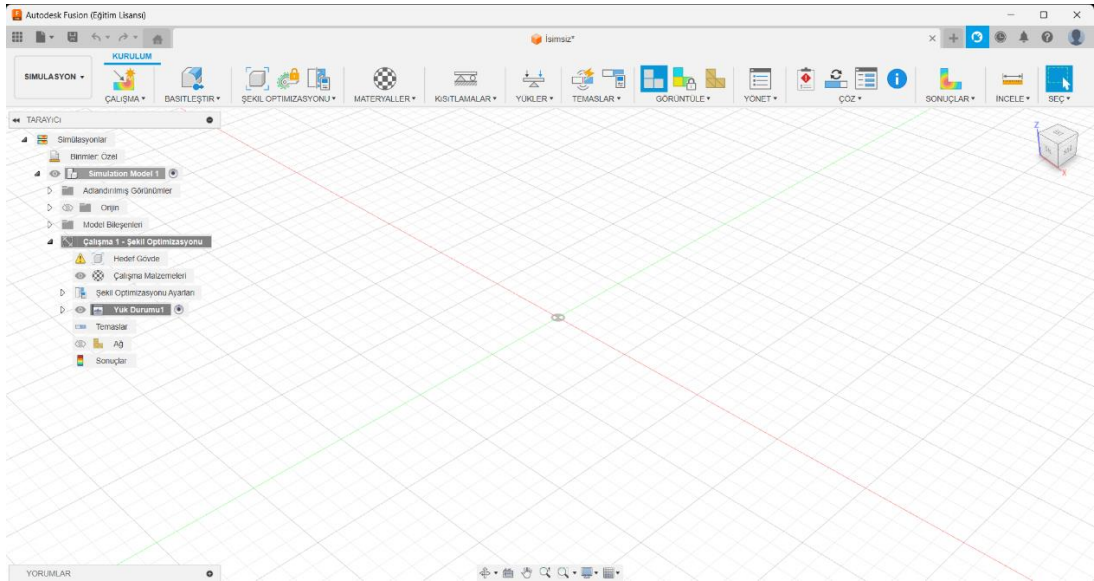 Autodesk Fusion (Eğitim Lisansı)
İsimsiz*
KURULUM
SIMULASYON
ÇALIŞMA
BASITLEŞTIR
ŞEKIL OPTIMIZASYONU
MATERYALLER
KISITLAMALAR
YÜKLER
TEMASLAR
GÖRÜNTÜLE
YÖNET
ÇÖZ
SONUÇLAR
İNCELE
SEÇ
TARAYICI
Simülasyonlar
Birimler: Özel
Simulation Model 1
Adlandırılmış Görünümler
Orijin
Model Bileşenleri
Çalışma 1 - Şekil Optimizasyonu
Hedef Gövde
Çalışma Malzemeleri
Şekil Optimizasyonu Ayarları
Yük Durumu1
Temaslar
Ağ
Sonuçlar
Z
X
YORUMLAR